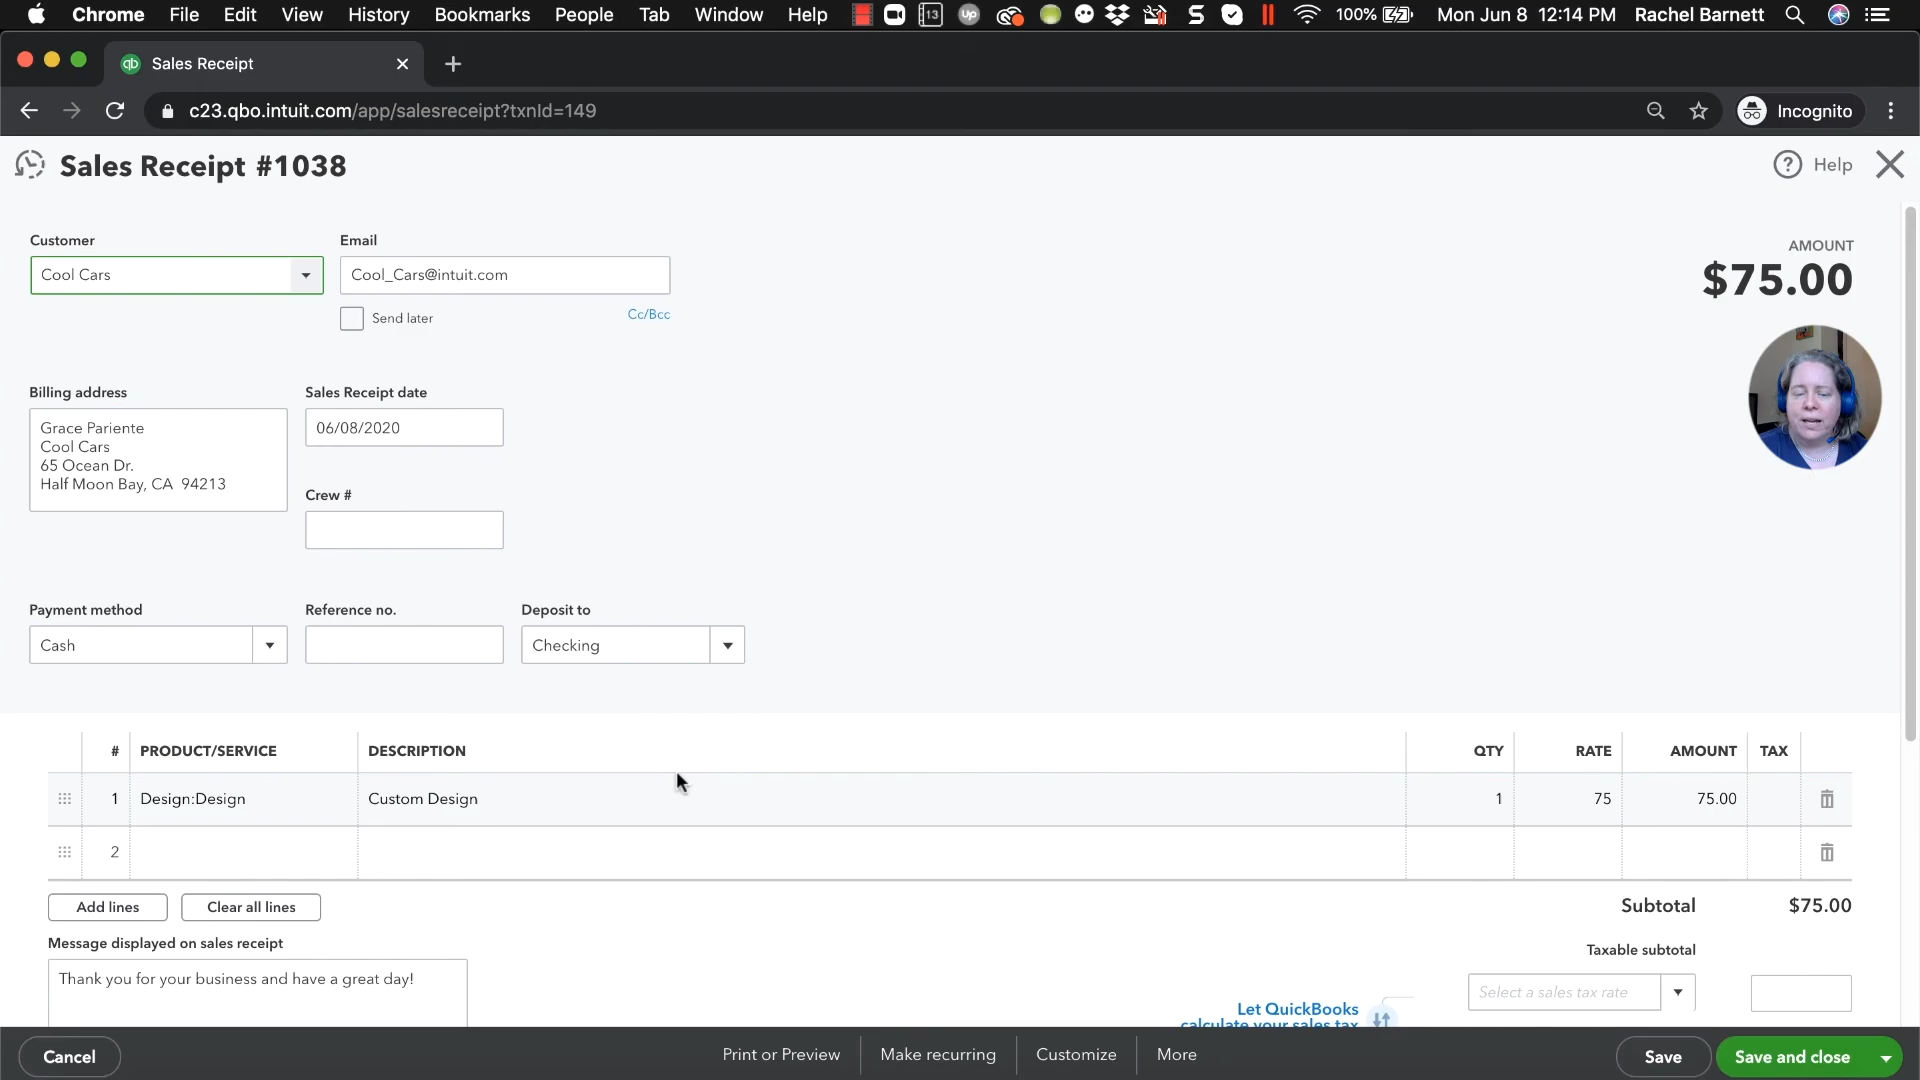 Chrome File Edit View History Bookmarks People Tab Window Help 13 Up 100% Mon Jun 8 12:14 PM Rachel Barnett
qb Sales Receipt
c23.qbo.intuit.com/app/salesreceipt?txnId=149 Incognito
Sales Receipt #1038
? Help
Customer
Email
AMOUNT
Cool Cars
Cool_Cars@intuit.com
$75.00
Send later
Cc/Bcc
Billing address
Sales Receipt date
Grace Pariente
Cool Cars
65 Ocean Dr.
Half Moon Bay, CA 94213
06/08/2020
Crew #
Payment method
Reference no.
Deposit to
Cash
Checking
# PRODUCT/SERVICE DESCRIPTION QTY RATE AMOUNT TAX
1 Design:Design Custom Design 1 75 75.00
2
Add lines
Clear all lines
Subtotal $75.00
Message displayed on sales receipt
Taxable subtotal
Thank you for your business and have a great day!
Select a sales tax rate
Let QuickBooks
calculate your sales tax
Cancel
Print or Preview
Make recurring
Customize
More
Save
Save and close